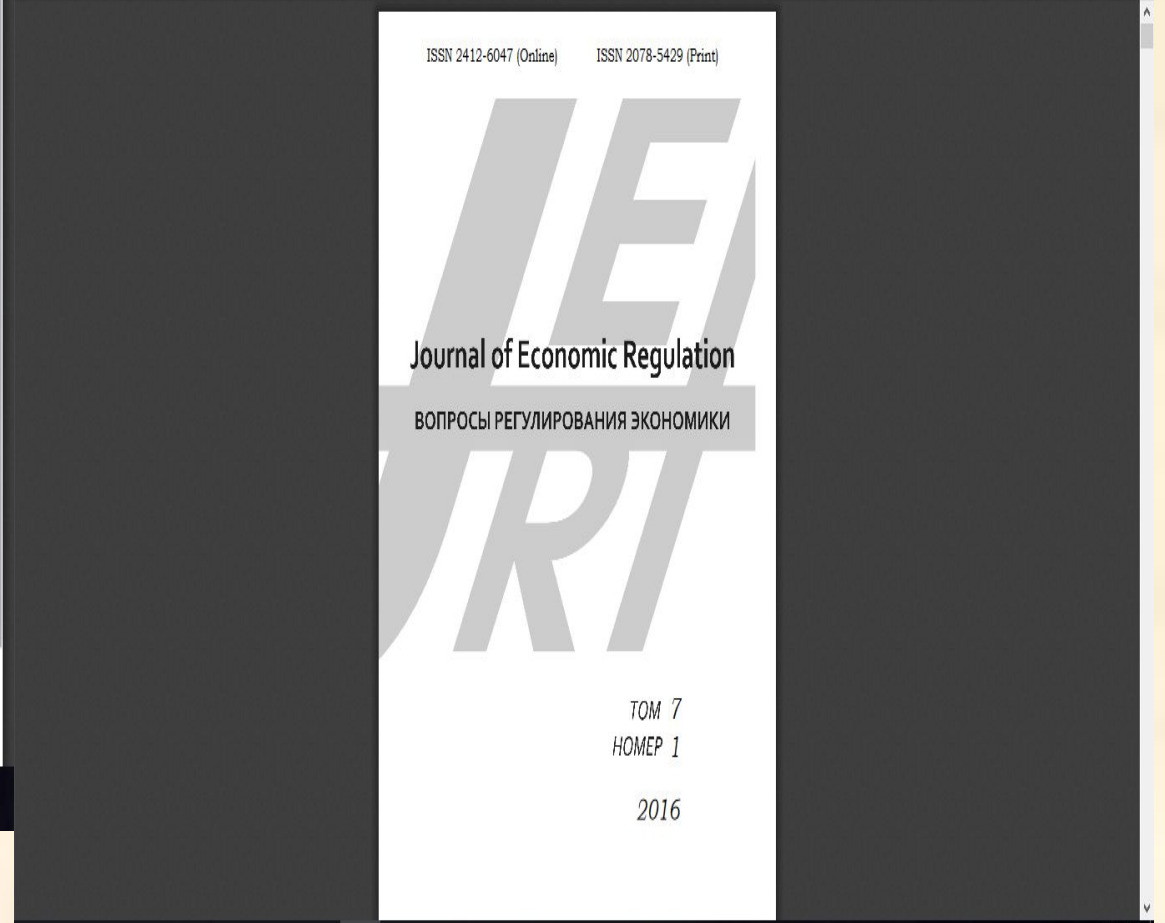 ISSN 2412-6047 (Online) ISSN 2078-5429 (Print)
JE
Journal of Economic Regulation
ВОПРОСЫ РЕГУЛИРОВАНИЯ ЭКОНОМИКИ
ТОМ 7
НОМЕР 1
2016